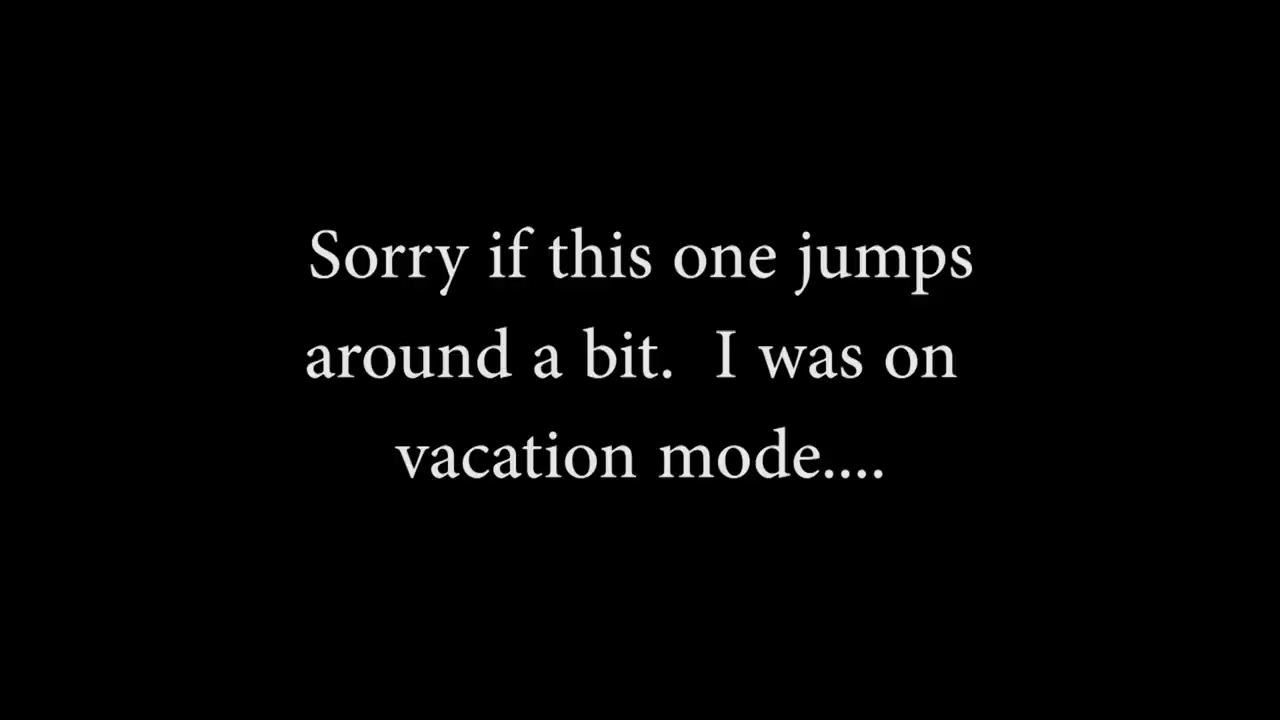 Sorry if this one jumps
around a bit.  I was on
vacation mode....